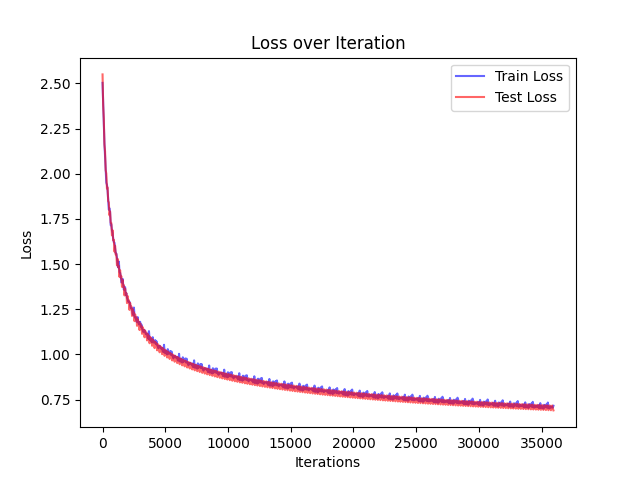 Loss over Iteration
Train Loss
Test Loss
2.50
2.25
2.00
1.75
1.50
1.25
1.00
0.75
Loss
0 5000 10000 15000 20000 25000 30000 35000
Iterations